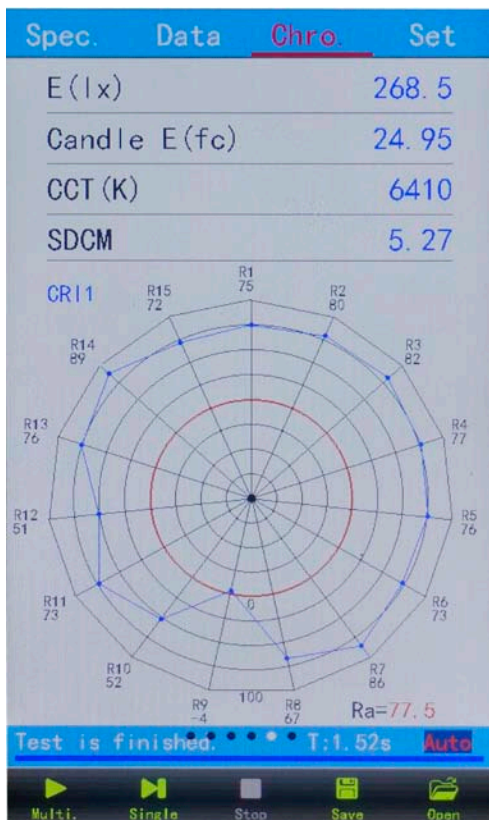 Spec. Data Chro. Set
E(lx) 268.5
Candle E(fc) 24.95
CCT(K) 6410
SDCM 5.27
CRI1
R1
75
R2
80
R3
82
R4
77
R5
76
R6
73
R7
86
R8
67
R9
-4
R10
52
R11
73
R12
51
R13
76
R14
89
R15
72
0
100
Ra=77.5
Test is finished. T:1.52s Auto
Multi. Single Stop Save Open